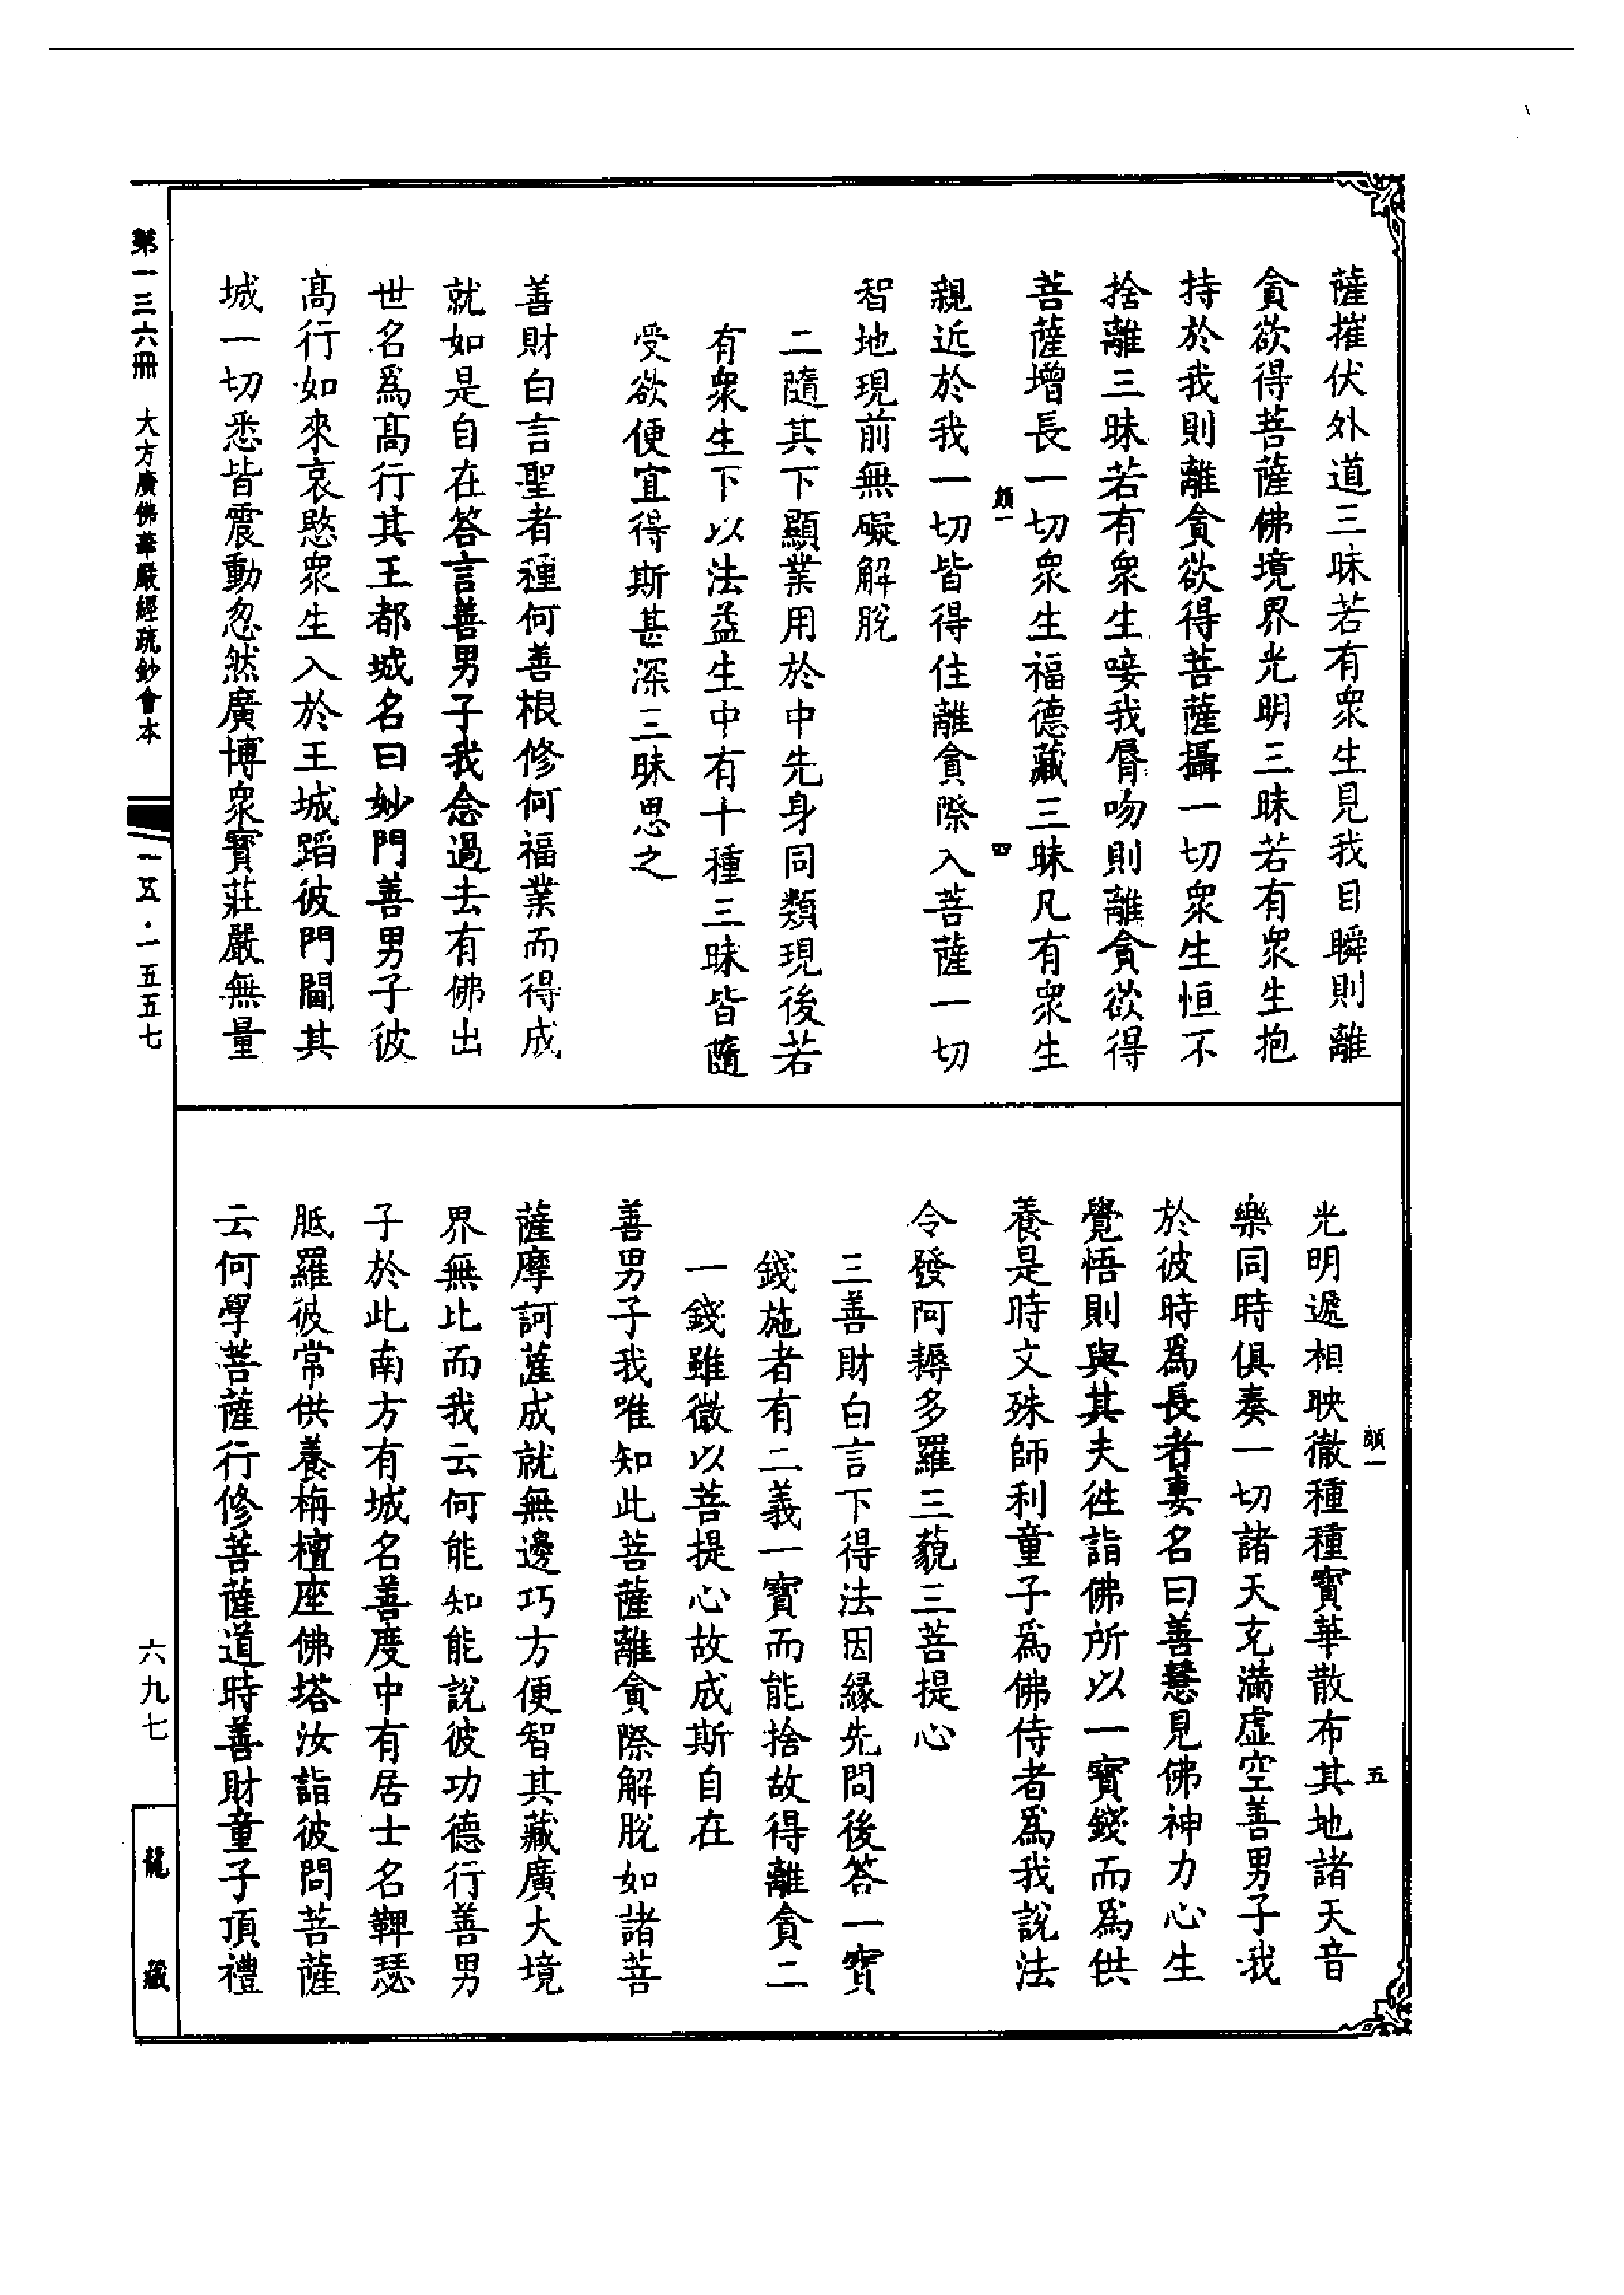 薩摧伏外道三昧若有衆生見我目瞬則離
貪欲得菩薩佛境界光明三昧若有衆生抱
持於我則離貪欲得菩薩攝一切衆生恒不
捨離三昧若有衆生唼我脣吻則離貪欲得
菩薩增長一切衆生福德藏三昧凡有衆生
頗一 四
親近於我一切皆得住離貪際入菩薩一切
智地現前無礙解脫
二隨其下顯業用於中先身同類現後若
有衆生下以法益生中有十種三昧皆隨
受欲便宜得斯甚深三昧思之
善財白言聖者種何善根修何福業而得成
就如是自在答言善男子我念過去有佛出
世名爲高行其王都城名曰妙門善男子彼
高行如來哀愍衆生入於王城蹈彼門閫其
城一切悉皆震動忽然廣博衆寶莊嚴無量
頗一 五
光明遞相映徹種種寶華散布其地諸天音
樂同時俱奏一切諸天充滿虛空善男子我
於彼時爲長者妻名曰善慧見佛神力心生
覺悟則與其夫往詣佛所以一寶錢而爲供
養是時文殊師利童子爲佛侍者爲我說法
令發阿耨多羅三藐三菩提心
三善財白言下得法因緣先問後答一寶
錢施者有二義一寶而能捨故得離貪二
一錢雖微以菩提心故成斯自在
善男子我唯知此菩薩離貪際解脫如諸菩
薩摩訶薩成就無邊巧方便智其藏廣大境
界無比而我云何能知能說彼功德行善男
子於此南方有城名善度中有居士名鞞瑟
胝羅彼常供養栴檀座佛塔汝詣彼問菩薩
云何學菩薩行修菩薩道時善財童子頂禮
第一三六冊 大方廣佛華嚴經疏鈔會本
一五五·一五五七
六九七
龍藏